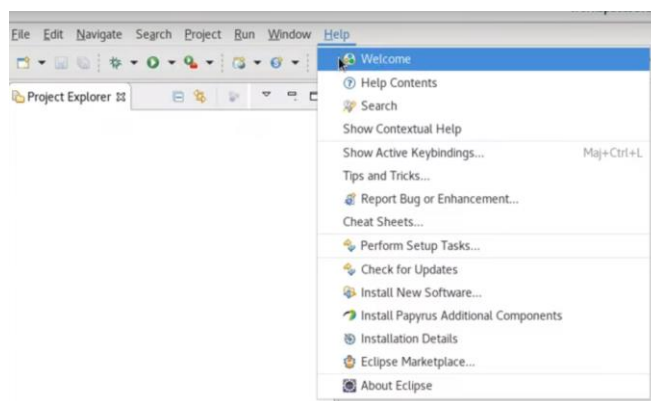 File Edit Navigate Search Project Run Window Help
Project Explorer
Welcome
Help Contents
Search
Show Contextual Help
Show Active Keybindings... Maj+Ctrl+L
Tips and Tricks...
Report Bug or Enhancement...
Cheat Sheets...
Perform Setup Tasks...
Check for Updates
Install New Software...
Install Papyrus Additional Components
Installation Details
Eclipse Marketplace...
About Eclipse